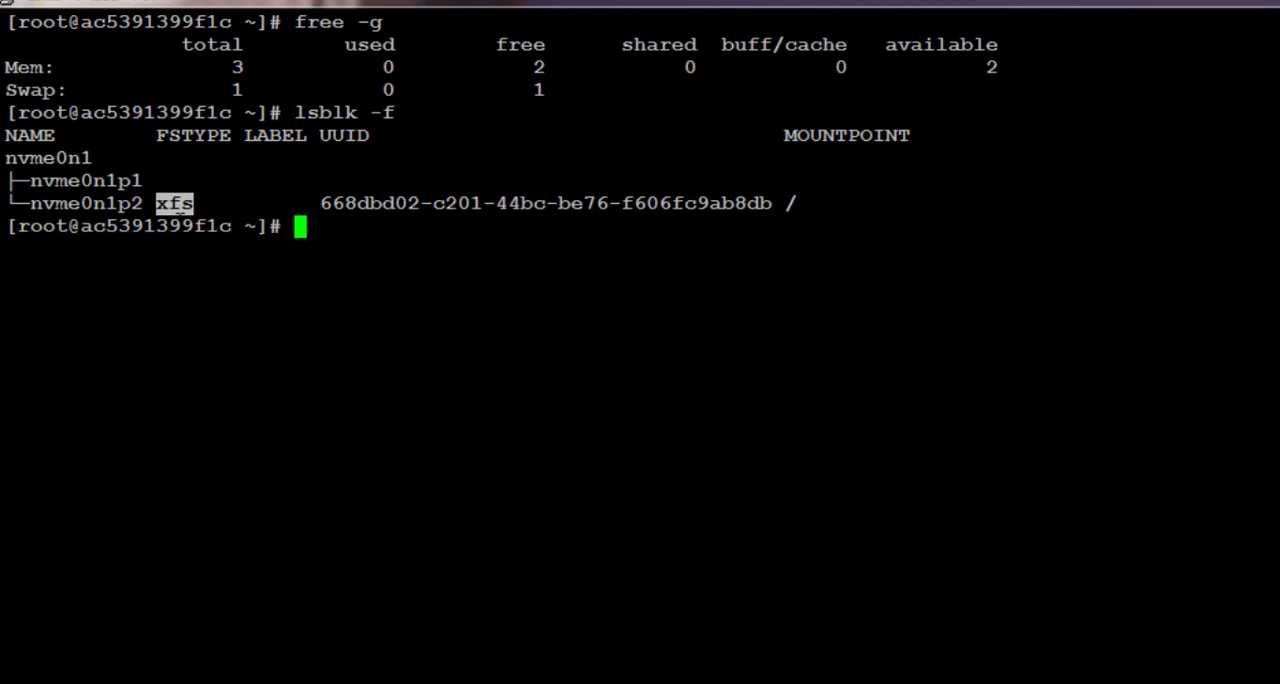 [root@ac5391399f1c ~]# free -g
total used free shared buff/cache available
Mem: 3 0 2 0 0 2
Swap: 1 0 1
[root@ac5391399f1c ~]# lsblk -f
NAME FSTYPE LABEL UUID MOUNTPOINT
nvme0n1
├─nvme0n1p1
└─nvme0n1p2 xfs 668dbd02-c201-44bc-be76-f606fc9ab8db /
[root@ac5391399f1c ~]#